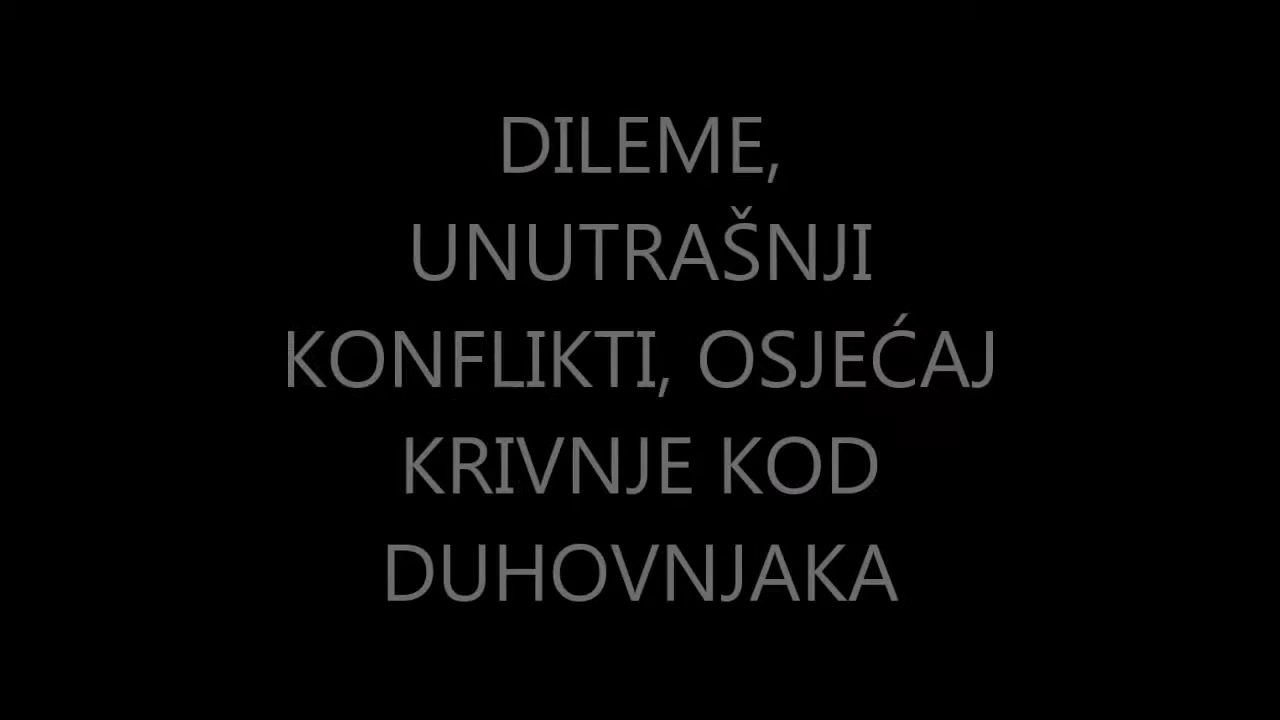 DILEME,
UNUTRAŠNJI
KONFLIKTI, OSJEĆAJ
KRIVNJE KOD
DUHOVNJAKA